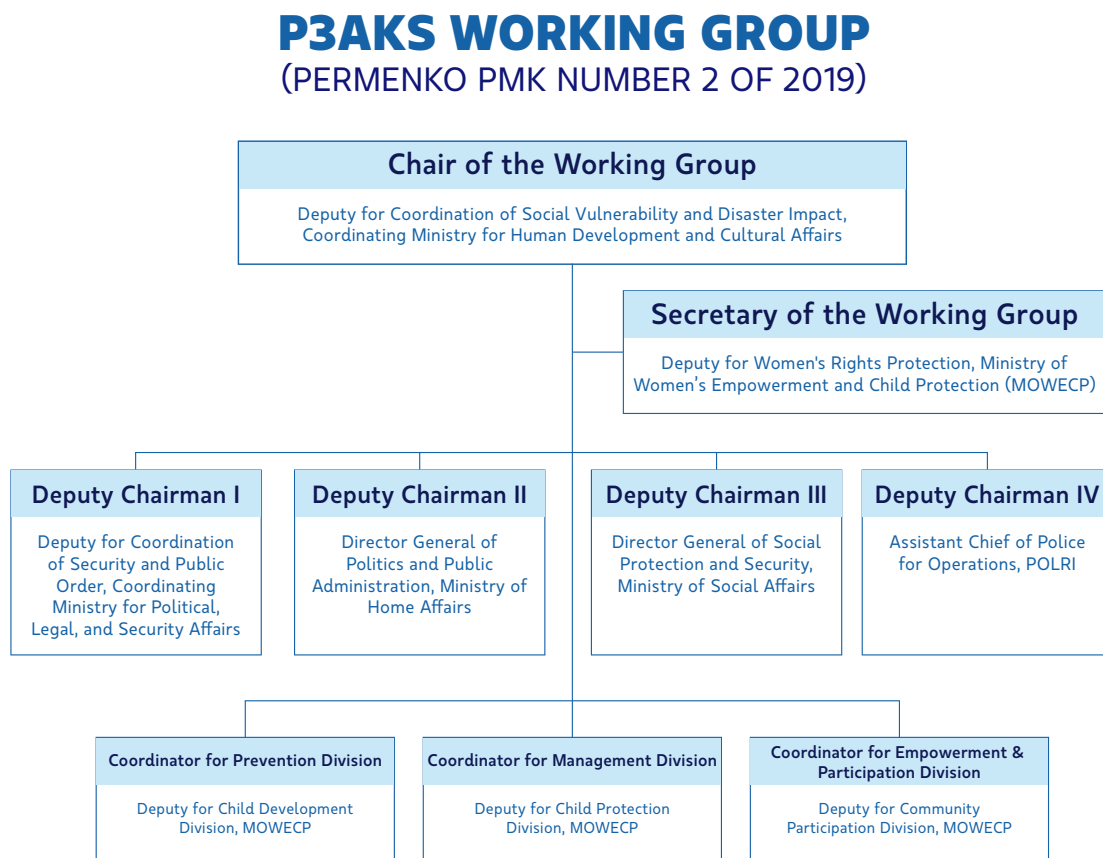 P3AKS WORKING GROUP
(PERMENKO PMK NUMBER 2 OF 2019)
Chair of the Working Group
Deputy for Coordination of Social Vulnerability and Disaster Impact,
Coordinating Ministry for Human Development and Cultural Affairs
Secretary of the Working Group
Deputy for Women's Rights Protection, Ministry of
Women’s Empowerment and Child Protection (MOWECP)
Deputy Chairman I
Deputy for Coordination
of Security and Public
Order, Coordinating
Ministry for Political,
Legal, and Security Affairs
Deputy Chairman II
Director General of
Politics and Public
Administration, Ministry of
Home Affairs
Deputy Chairman III
Director General of Social
Protection and Security,
Ministry of Social Affairs
Deputy Chairman IV
Assistant Chief of Police
for Operations, POLRI
Coordinator for Prevention Division
Deputy for Child Development
Division, MOWECP
Coordinator for Management Division
Deputy for Child Protection
Division, MOWECP
Coordinator for Empowerment &
Participation Division
Deputy for Community
Participation Division, MOWECP